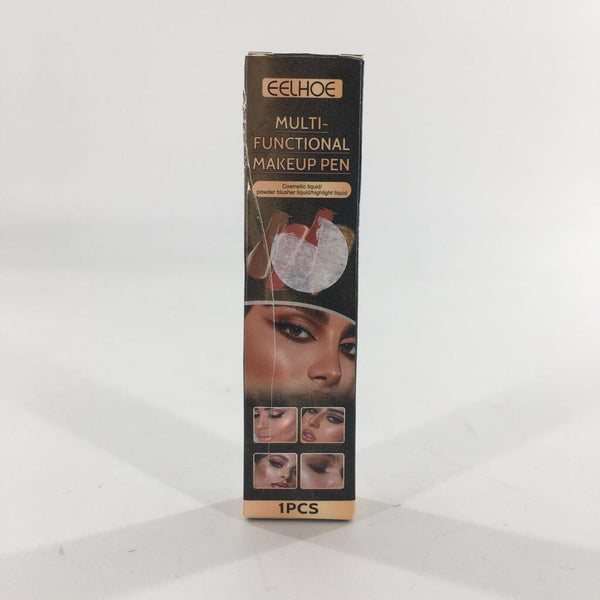 EELHOE
MULTI-
FUNCTIONAL
MAKEUP PEN
Cosmetic liquid/
powder blusher liquid/highlight liquid
1PCS